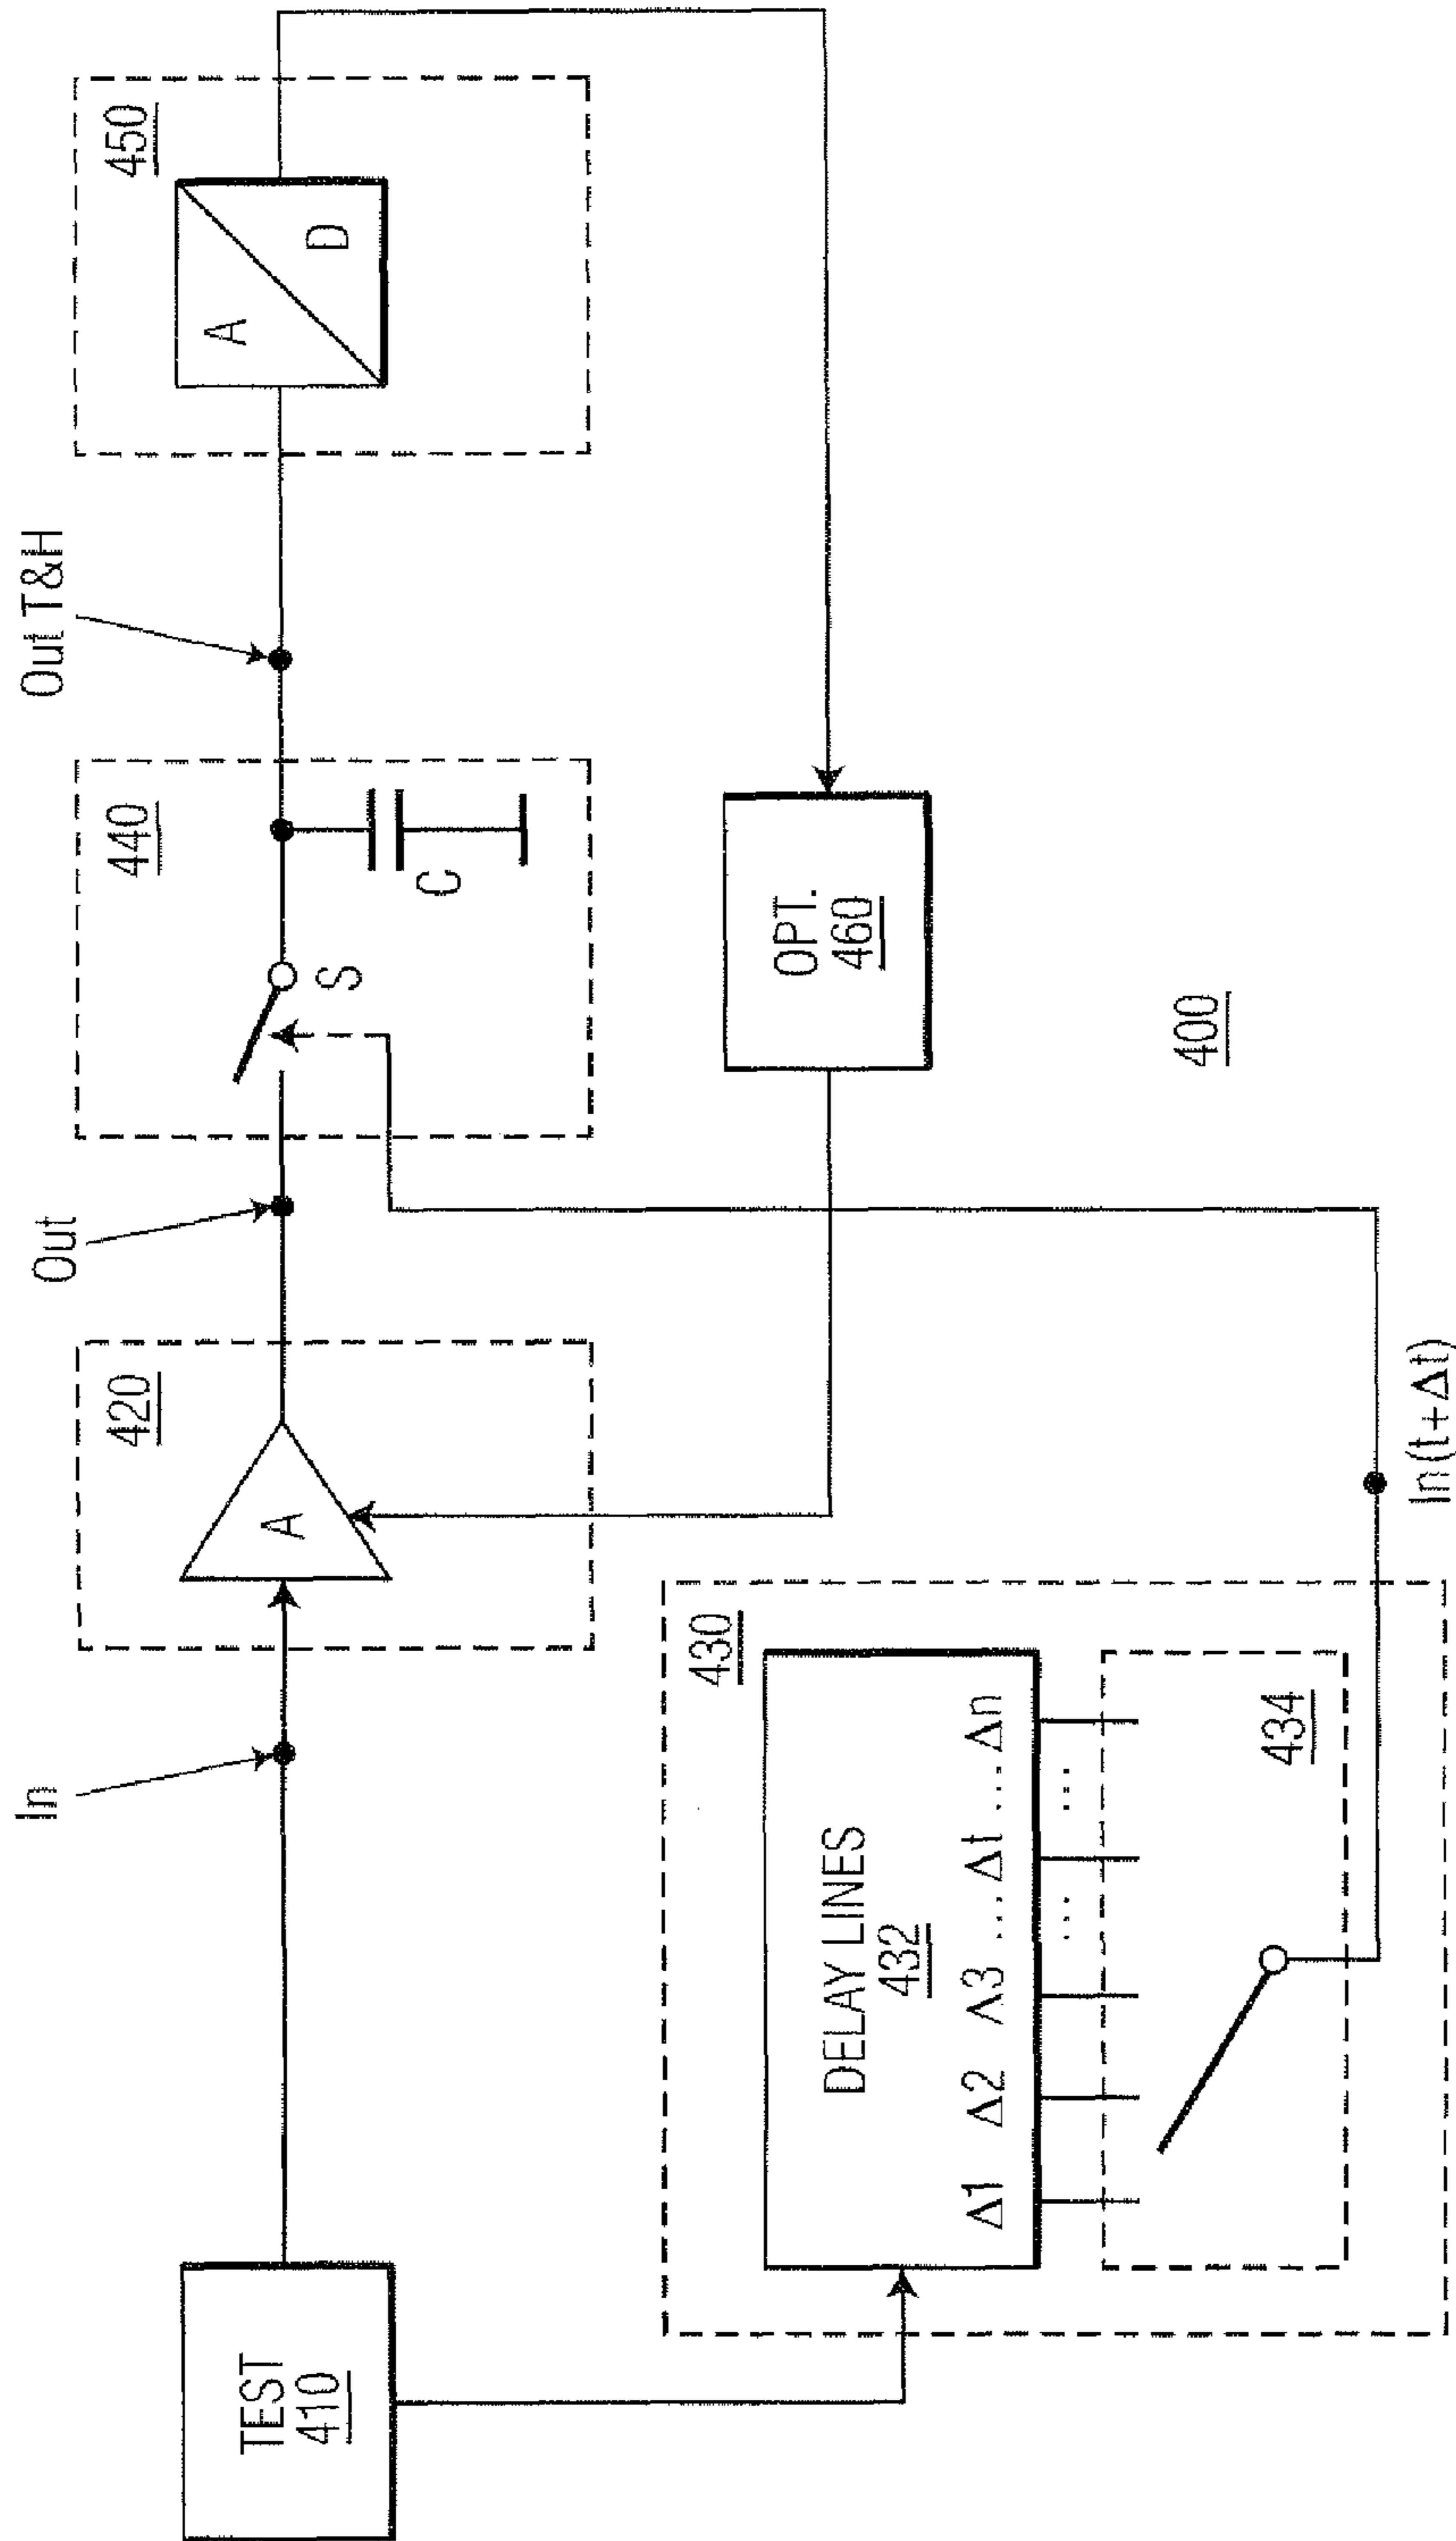 In
Out
Out T&H
TEST
410
420
A
440
S
C
450
A
D
430
DELAY LINES
432
Δ1 Δ2 Λ3 ...Δt ...Δn
... ...
434
In(t+Δt)
OPT.
460
400